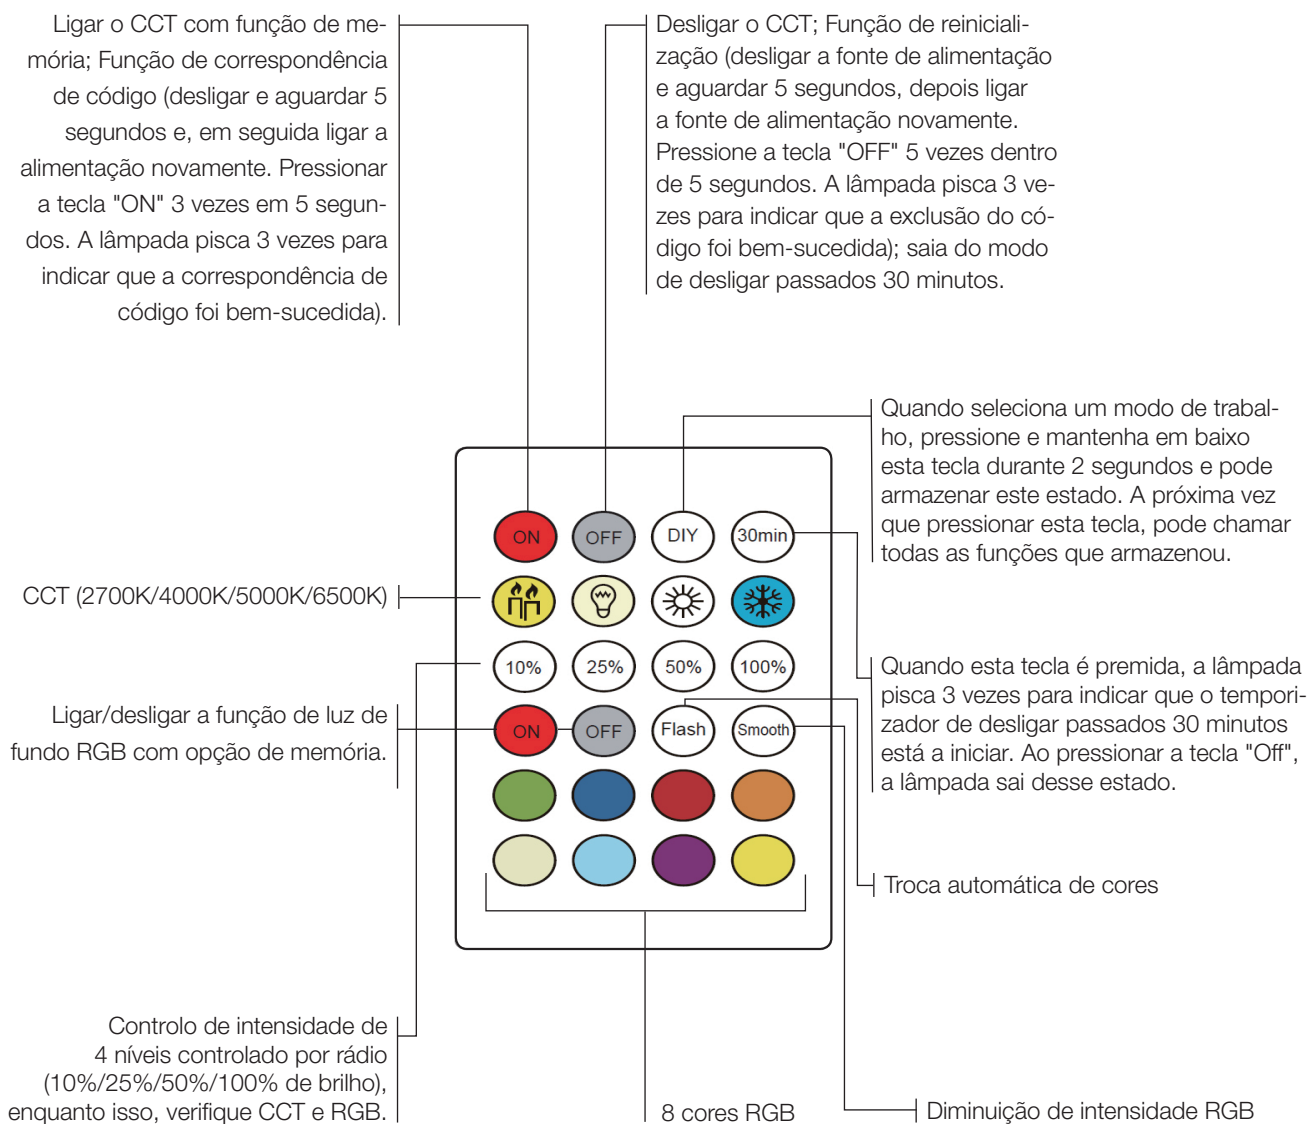 Ligar o CCT com função de me-
mória; Função de correspondência
de código (desligar e aguardar 5
segundos e, em seguida ligar a
alimentação novamente. Pressionar
a tecla "ON" 3 vezes em 5 segun-
dos. A lâmpada pisca 3 vezes para
indicar que a correspondência de
código foi bem-sucedida).
Desligar o CCT; Função de reiniciali-
zação (desligar a fonte de alimentação
e aguardar 5 segundos, depois ligar
a fonte de alimentação novamente.
Pressione a tecla "OFF" 5 vezes dentro
de 5 segundos. A lâmpada pisca 3 ve-
zes para indicar que a exclusão do có-
digo foi bem-sucedida); saia do modo
de desligar passados 30 minutos.
Quando seleciona um modo de trabal-
ho, pressione e mantenha em baixo
esta tecla durante 2 segundos e pode
armazenar este estado. A próxima vez
que pressionar esta tecla, pode chamar
todas as funções que armazenou.
ON OFF DIY 30min
CCT (2700K/4000K/5000K/6500K)
10% 25% 50% 100%
Quando esta tecla é premida, a lâmpada
pisca 3 vezes para indicar que o tempori-
zador de desligar passados 30 minutos
está a iniciar. Ao pressionar a tecla "Off",
a lâmpada sai desse estado.
Ligar/desligar a função de luz de
fundo RGB com opção de memória.
ON OFF Flash Smooth
Troca automática de cores
Controlo de intensidade de
4 níveis controlado por rádio
(10%/25%/50%/100% de brilho),
enquanto isso, verifique CCT e RGB.
8 cores RGB
Diminuição de intensidade RGB